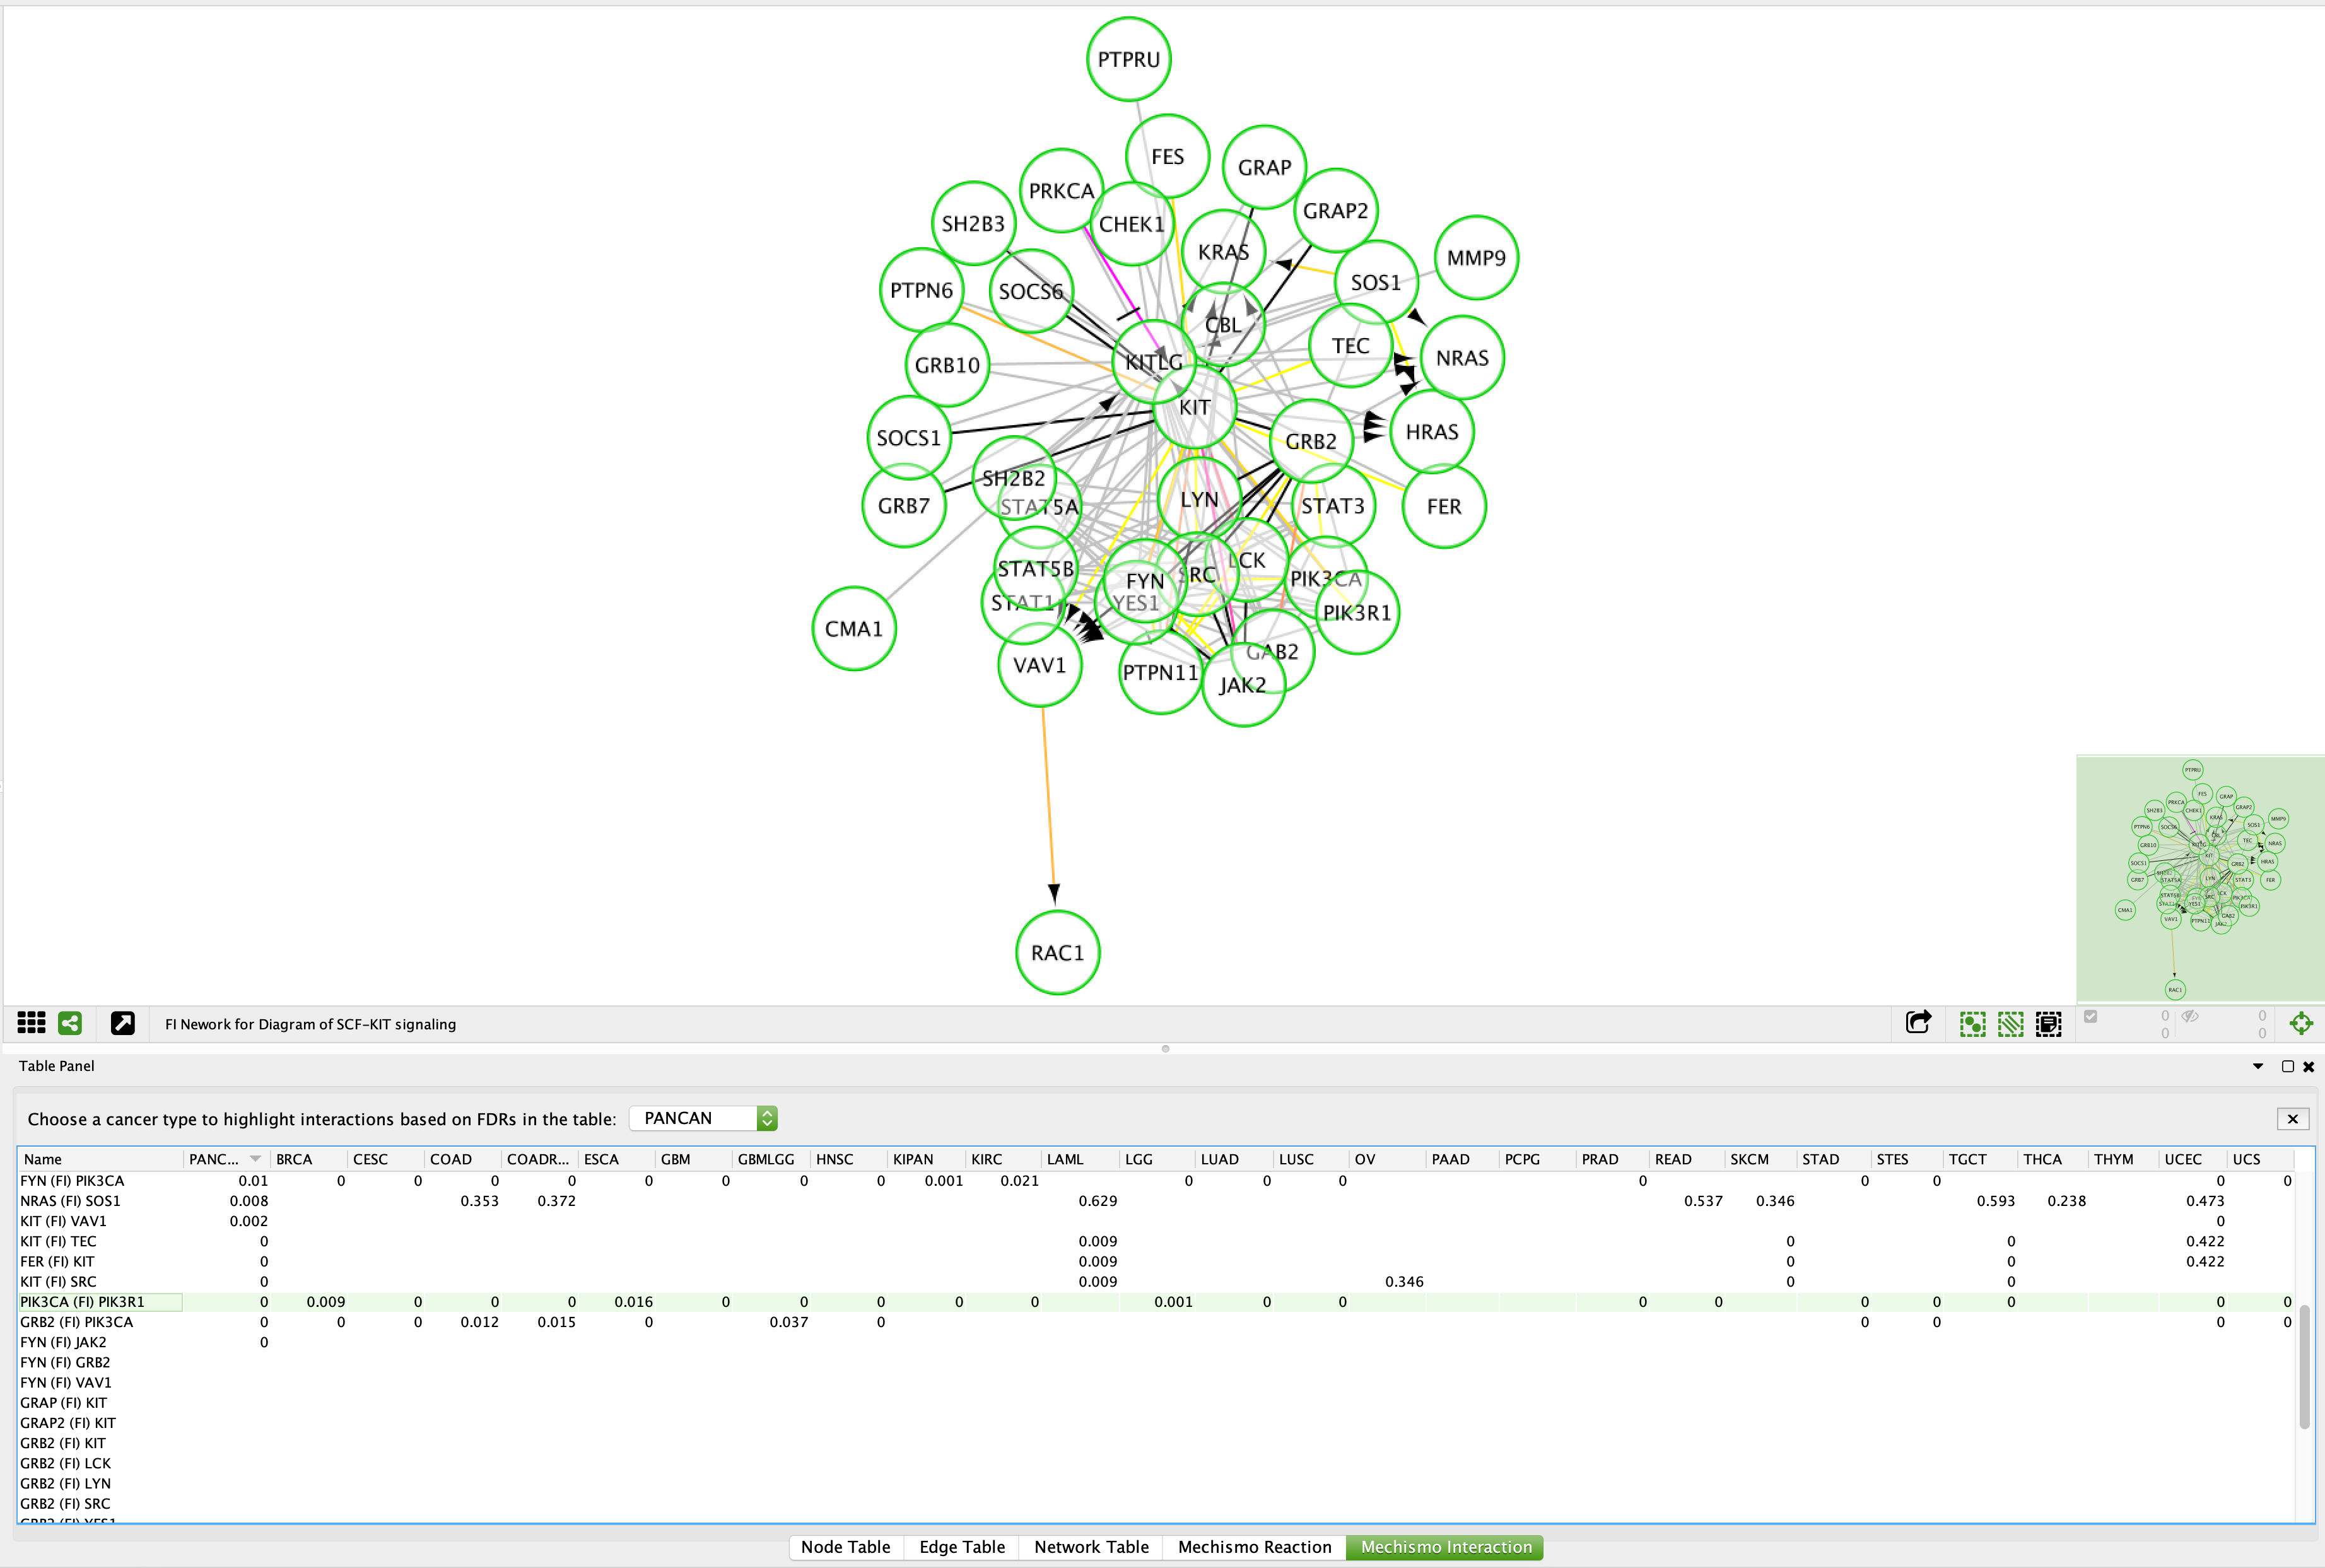 PTPRU
FES
GRAP
PRKCA
GRAP2
SH2B3
CHEK1
KRAS
MMP9
SOS1
PTPN6
SOCS6
CBL
TEC
NRAS
KITLG
GRB10
KIT
HRAS
SOCS1
GRB2
SH2B2
LYN
GRB7
STAT5A
STAT3
FER
LCK
STAT5B
FYN
SRC
PIK3CA
STAT1
YES1
PIK3R1
CMA1
VAV1
GAB2
PTPN11
JAK2
RAC1
FI Nework for Diagram of SCF-KIT signaling
0 0
0 0
Table Panel
Choose a cancer type to highlight interactions based on FDRs in the table: PANCAN
Name PANC... BRCA CESC COAD COADR... ESCA GBM GBMLGG HNSC KIPAN KIRC LAML LGG LUAD LUSC OV PAAD PCPG PRAD READ SKCM STAD STES TGCT THCA THYM UCEC UCS
FYN (FI) PIK3CA 0.01 0 0 0 0 0 0 0 0 0.001 0.021 0 0 0 0 0 0 0 0
NRAS (FI) SOS1 0.008 0.353 0.372 0.629 0.537 0.346 0.593 0.238 0.473
KIT (FI) VAV1 0.002 0
KIT (FI) TEC 0 0.009 0 0 0.422
FER (FI) KIT 0 0.009 0 0 0.422
KIT (FI) SRC 0 0.009 0.346 0 0
PIK3CA (FI) PIK3R1 0 0.009 0 0 0 0.016 0 0 0 0 0 0.001 0 0 0 0 0 0 0 0 0
GRB2 (FI) PIK3CA 0 0 0 0.012 0.015 0 0.037 0 0 0 0 0
FYN (FI) JAK2 0
FYN (FI) GRB2
FYN (FI) VAV1
GRAP (FI) KIT
GRAP2 (FI) KIT
GRB2 (FI) KIT
GRB2 (FI) LCK
GRB2 (FI) LYN
GRB2 (FI) SRC
GRB2 (FI) YES1
Node Table Edge Table Network Table Mechismo Reaction Mechismo Interaction